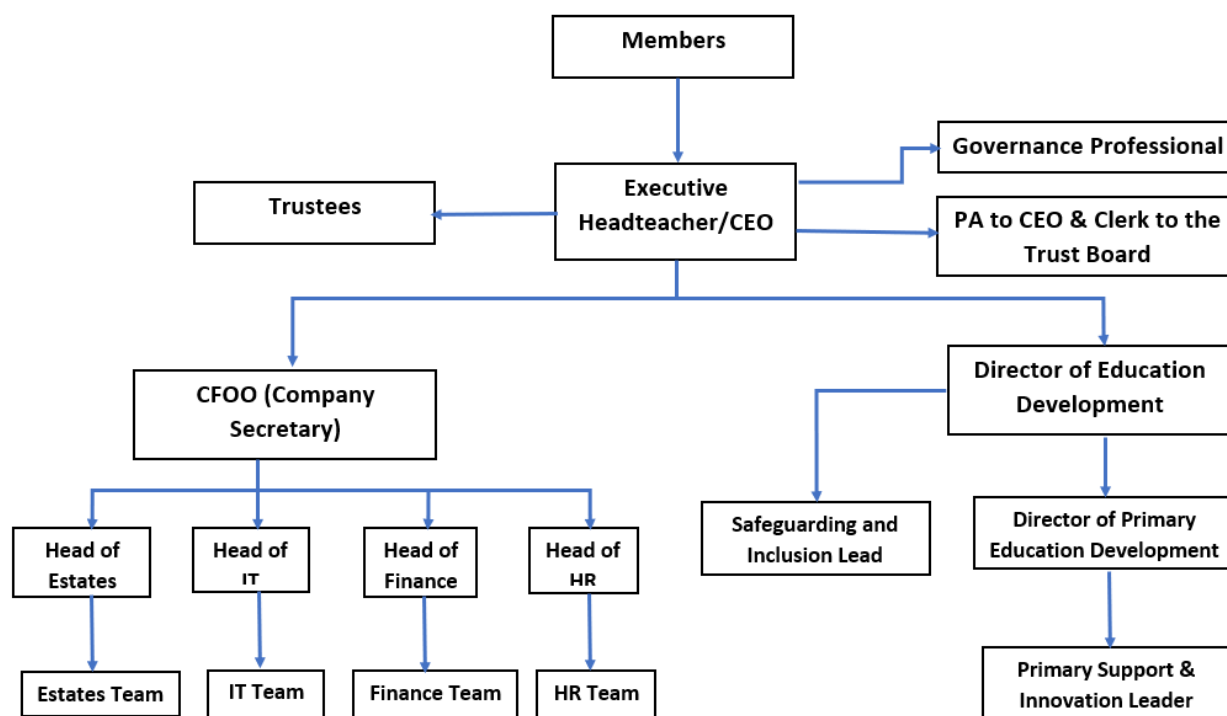 Members
Governance Professional
Trustees
Executive
Headteacher/CEO
PA to CEO & Clerk to the
Trust Board
CFOO (Company
Secretary)
Director of Education
Development
Safeguarding and
Inclusion Lead
Director of Primary
Education Development
Head of
Estates
Head of
IT
Head of
Finance
Head of
HR
Estates Team
IT Team
Finance Team
HR Team
Primary Support &
Innovation Leader